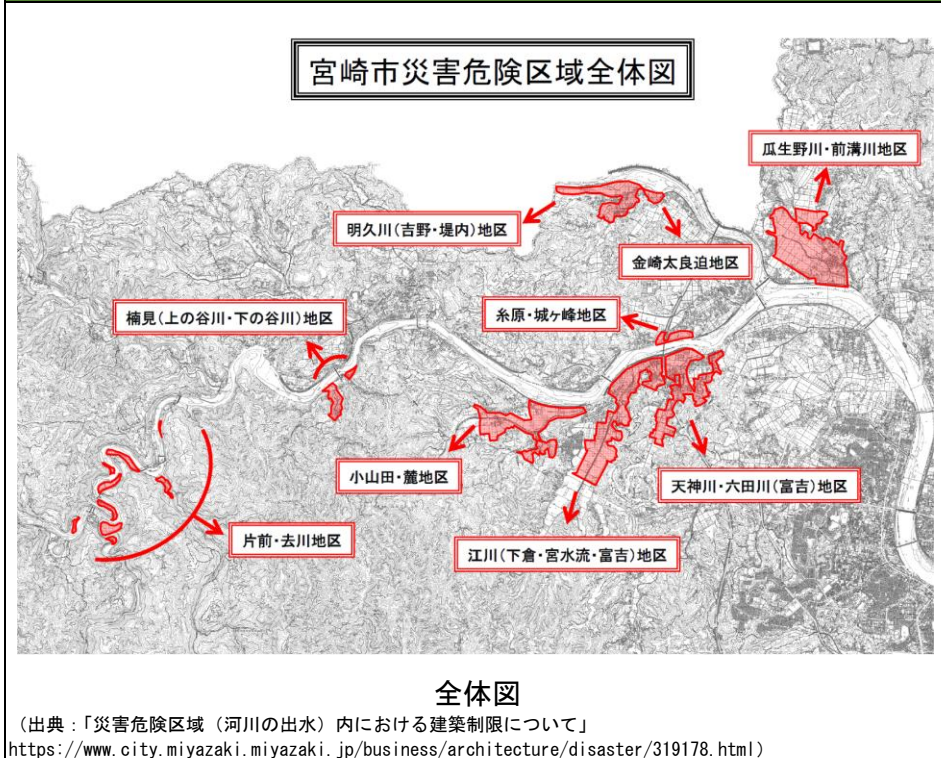 宮崎市災害危険区域全体図
瓜生野川・前溝川地区
明久川(吉野・堤内)地区
金崎太良迫地区
楠見(上の谷川・下の谷川)地区
糸原・城ヶ峰地区
小山田・麓地区
天神川・六田川(富吉)地区
片前・去川地区
江川(下倉・宮水流・富吉)地区
全体図
(出典:「災害危険区域(河川の出水)内における建築制限について」
https://www.city.miyazaki.miyazaki.jp/business/architecture/disaster/319178.html)